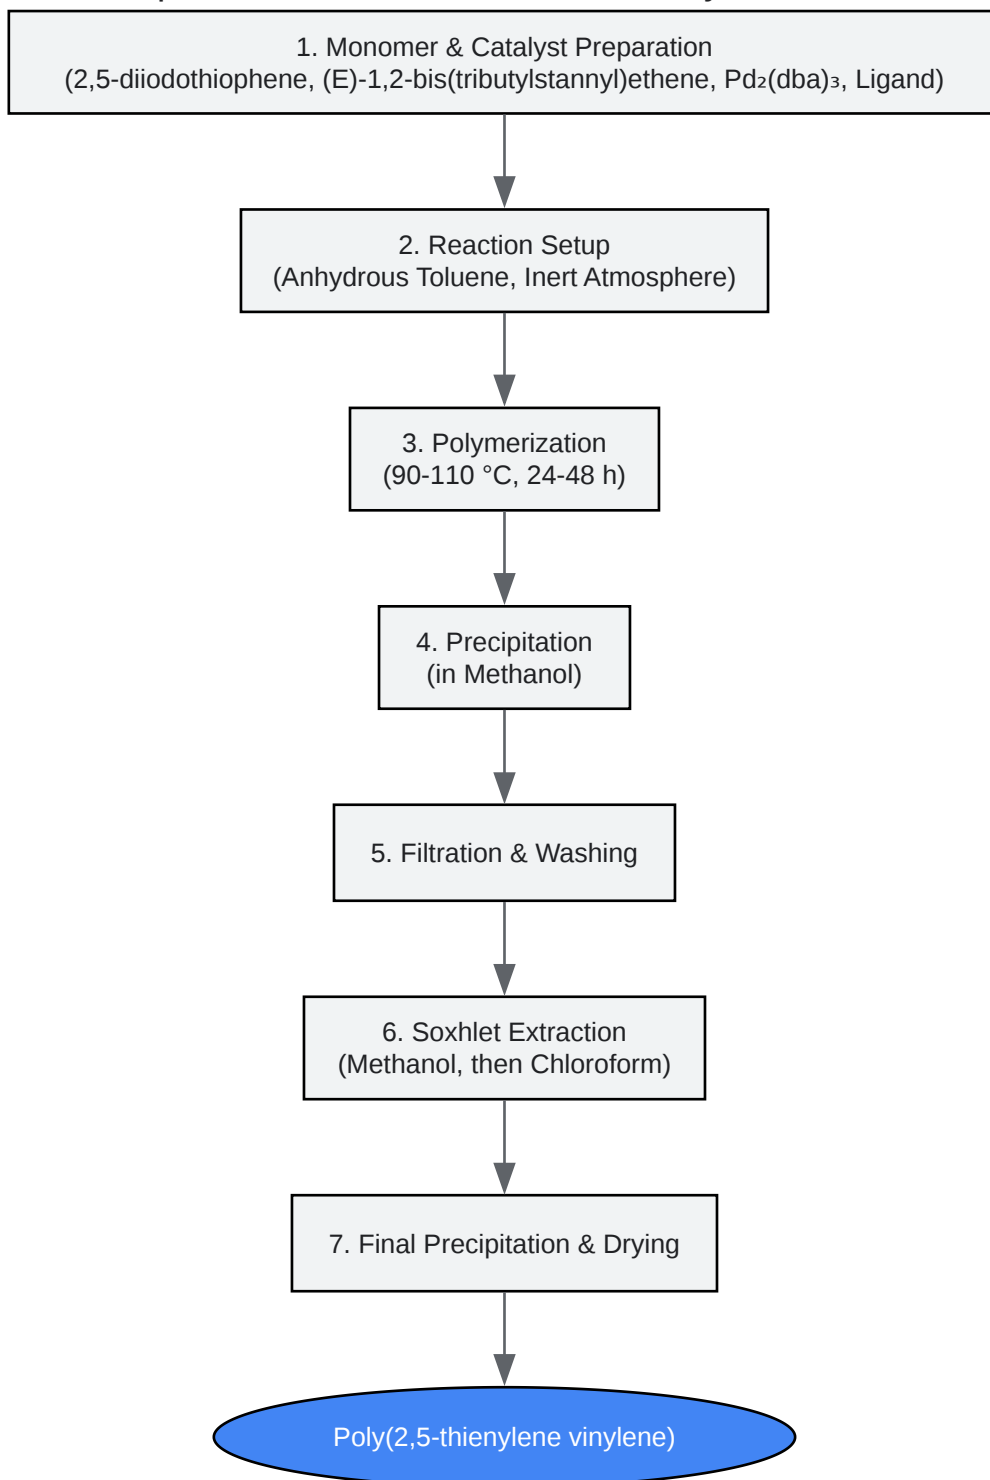 1. Monomer & Catalyst Preparation
(2,5-diiodothiophene, (E)-1,2-bis(tributylstannyl)ethene, Pd₂(dba)₃, Ligand)
2. Reaction Setup
(Anhydrous Toluene, Inert Atmosphere)
3. Polymerization
(90-110 °C, 24-48 h)
4. Precipitation
(in Methanol)
5. Filtration & Washing
6. Soxhlet Extraction
(Methanol, then Chloroform)
7. Final Precipitation & Drying
Poly(2,5-thienylene vinylene)